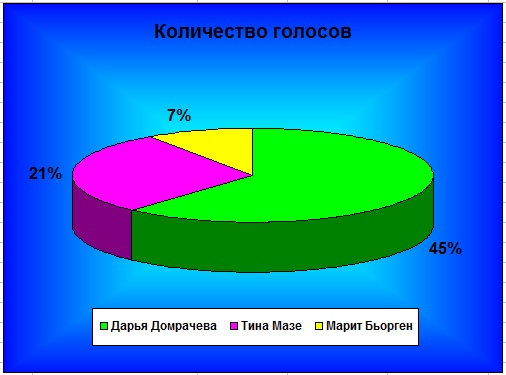 Количество голосов
7%
21%
45%
Дарья Домрачева Тина Мазе Марит Бьорген